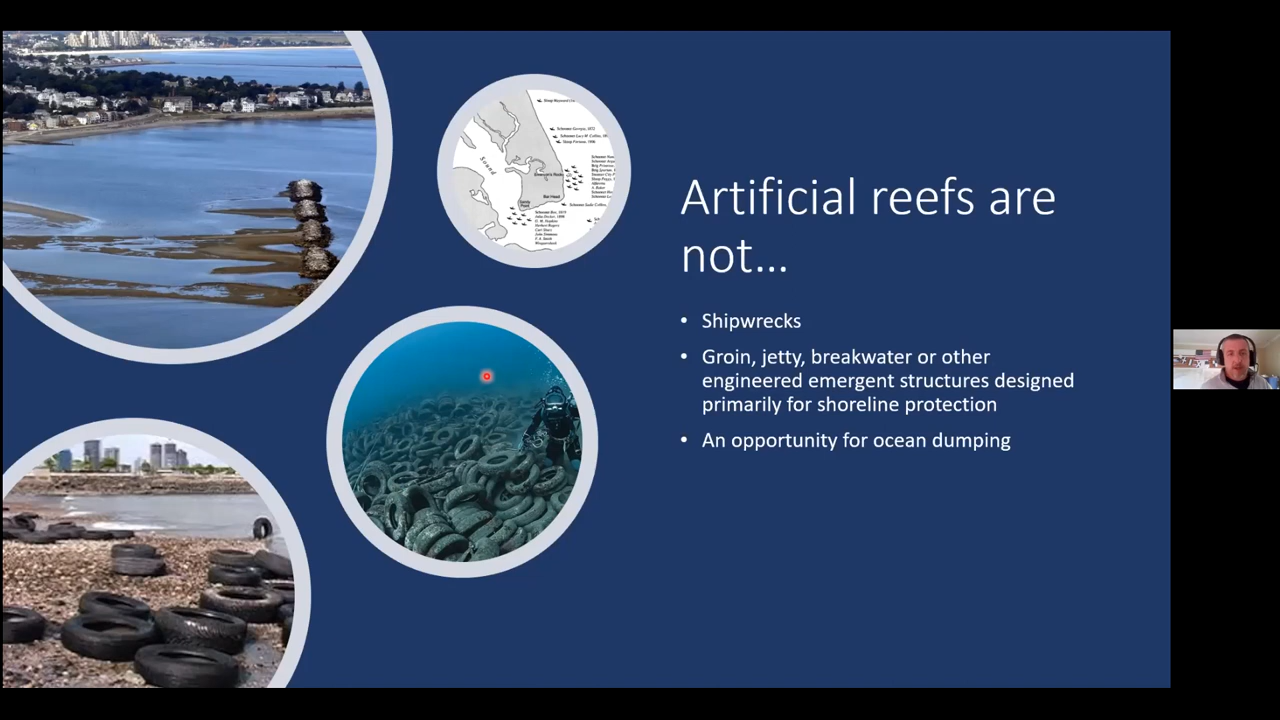 Artificial reefs are
not...
• Shipwrecks
• Groin, jetty, breakwater or other
engineered emergent structures designed
primarily for shoreline protection
• An opportunity for ocean dumping
Sound